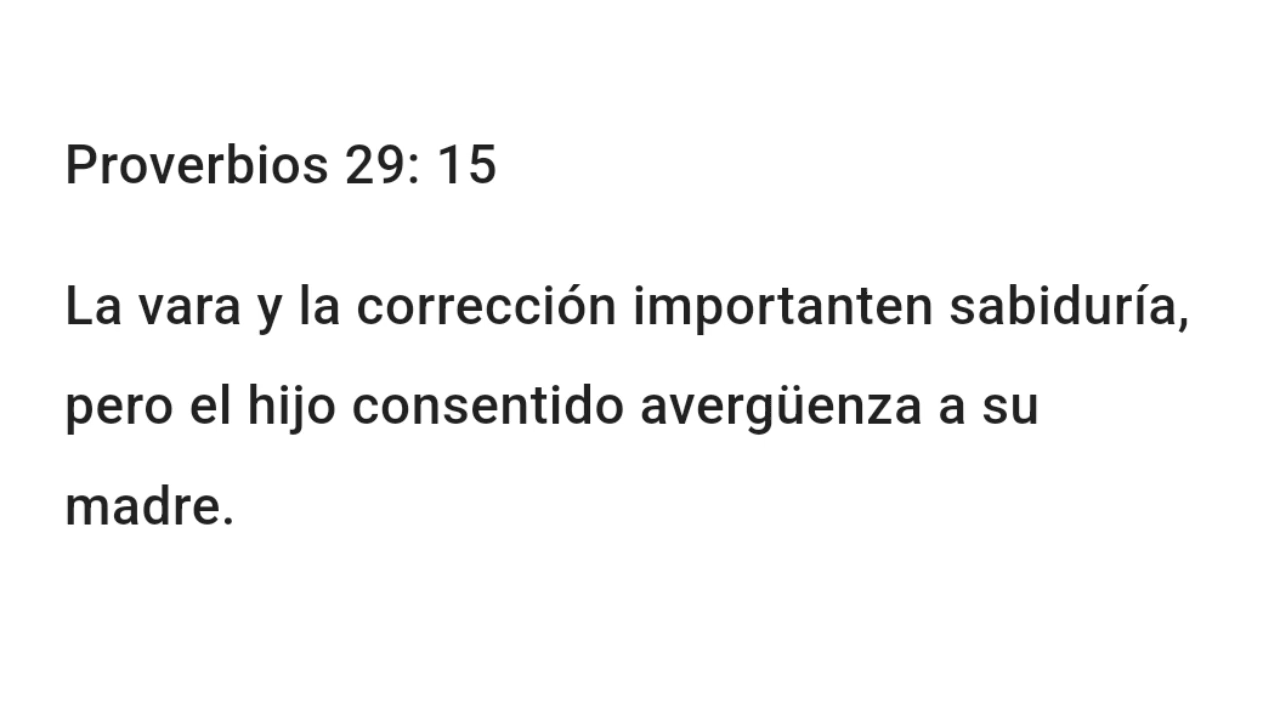 Proverbios 29: 15
La vara y la corrección importanten sabiduría,
pero el hijo consentido avergüenza a su
madre.